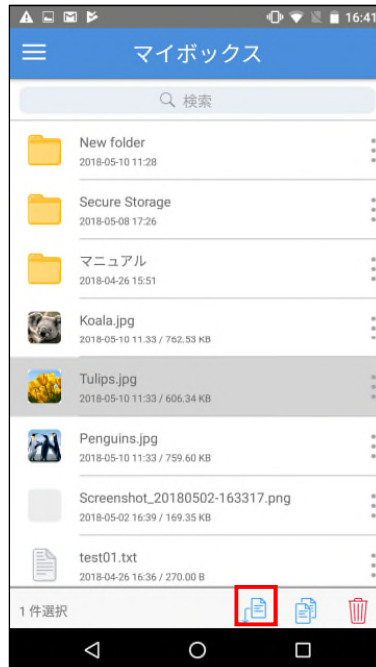 16:41
マイボックス
検索
New folder
2018-05-10 11:28
Secure Storage
2018-05-08 17:26
マニュアル
2018-04-26 15:51
Koala.jpg
2018-05-10 11:33 / 762.53 KB
Tulips.jpg
2018-05-10 11:33 / 606.34 KB
Penguins.jpg
2018-05-10 11:33 / 759.60 KB
Screenshot_20180502-163317.png
2018-05-02 16:39 / 169.35 KB
test01.txt
2018-04-26 16:36 / 270.00 B
1 件選択